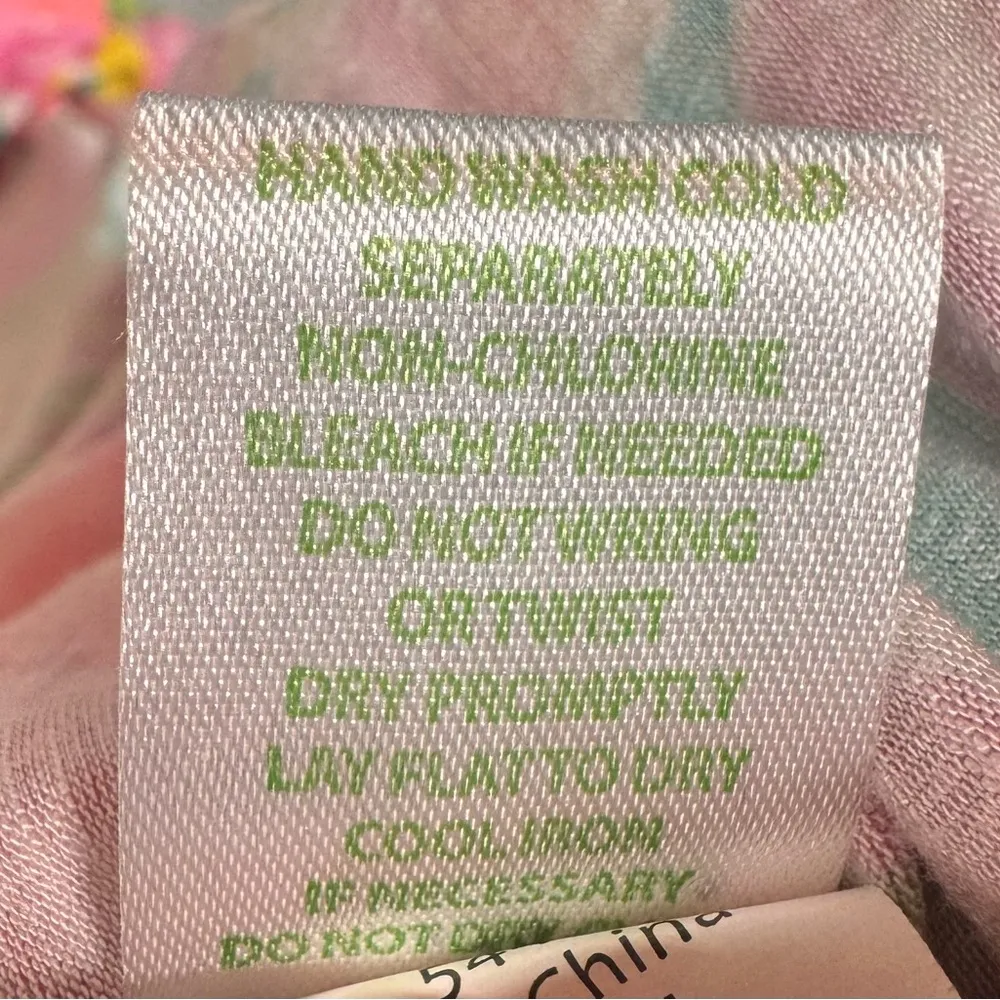 HAND WASH COLD
SEPARATELY
NON-CHLORINE
BLEACH IF NEEDED
DO NOT WRING
OR TWIST
DRY PROMPTLY
LAY FLAT TO DRY
COOL IRON
IF NECESSARY
DO NOT
54
China